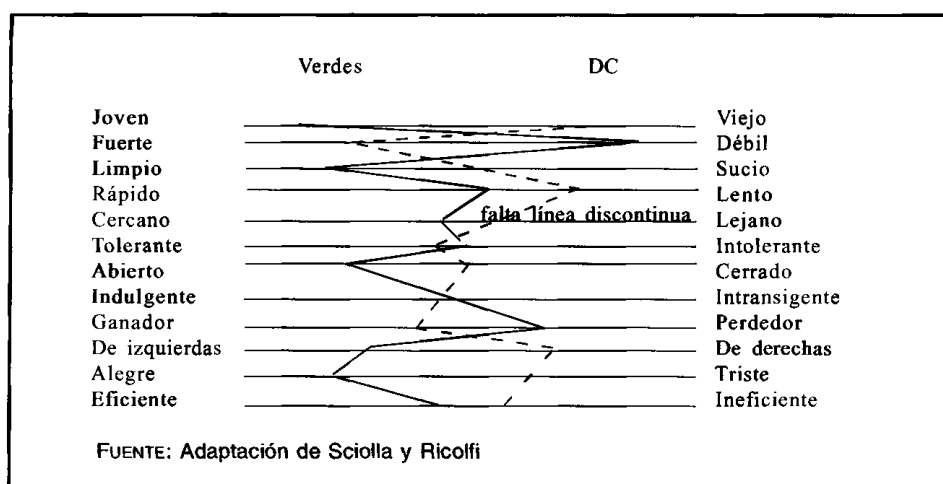 Verdes DC
Joven Viejo
Fuerte Débil
Limpio Sucio
Rápido Lento
Cercano falta línea discontinua Lejano
Tolerante Intolerante
Abierto Cerrado
Indulgente Intransigente
Ganador Perdedor
De izquierdas De derechas
Alegre Triste
Eficiente Ineficiente
FUENTE: Adaptación de Sciolla y Ricolfi